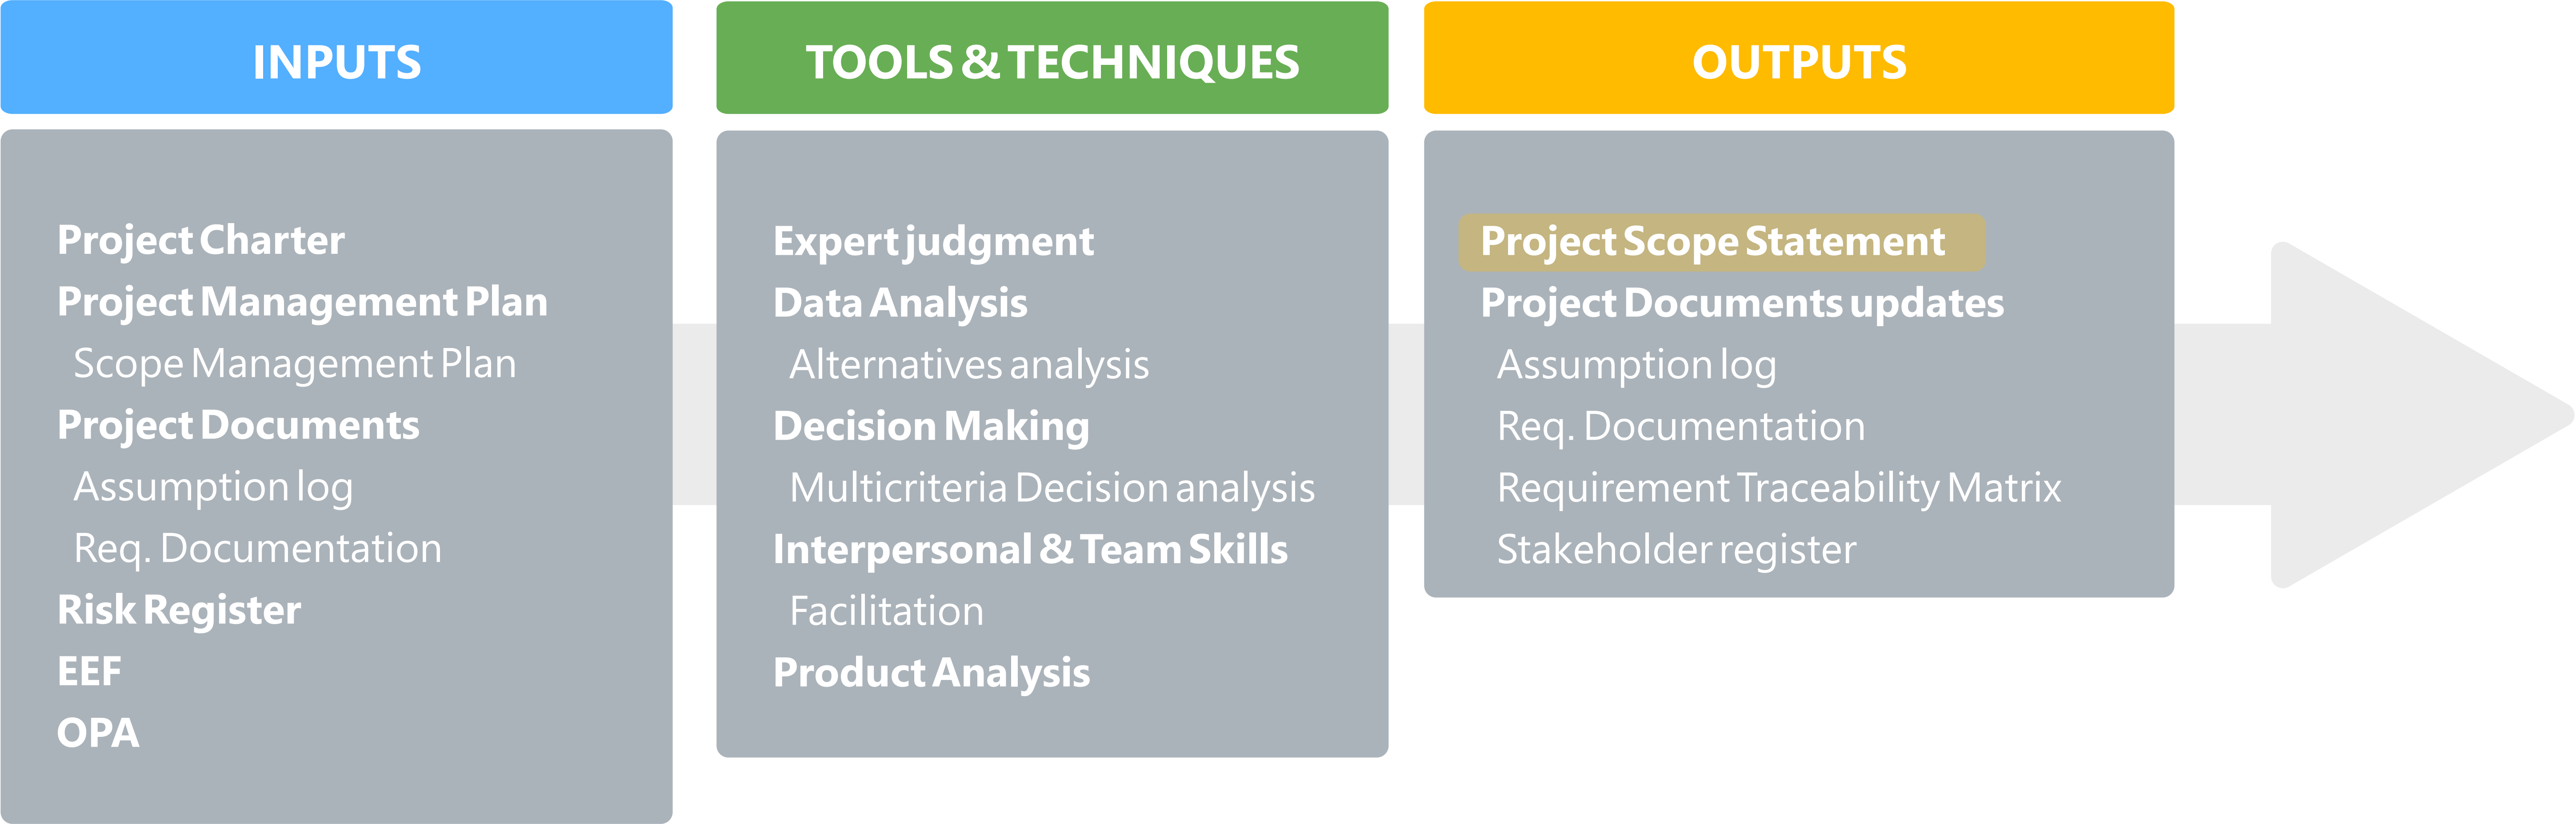 INPUTS
Project Charter
Project Management Plan
Scope Management Plan
Project Documents
Assumption log
Req. Documentation
Risk Register
EEF
OPA
TOOLS & TECHNIQUES
Expert judgment
Data Analysis
Alternatives analysis
Decision Making
Multicriteria Decision analysis
Interpersonal & Team Skills
Facilitation
Product Analysis
OUTPUTS
Project Scope Statement
Project Documents updates
Assumption log
Req. Documentation
Requirement Traceability Matrix
Stakeholder register